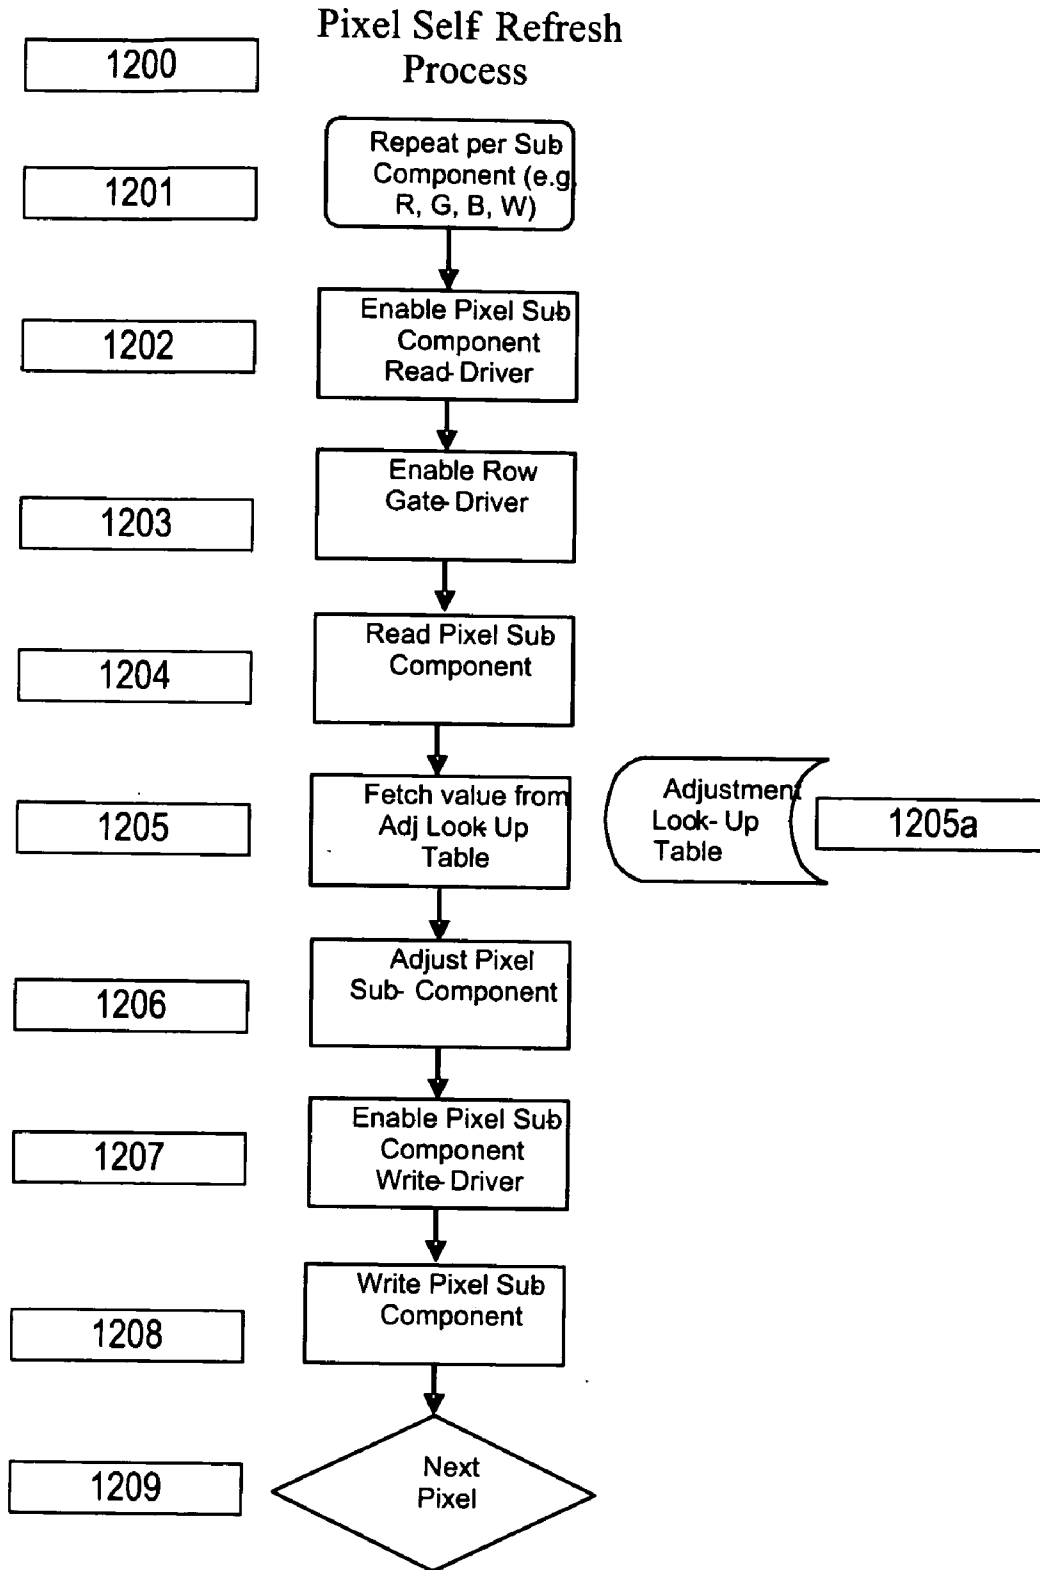 Pixel Self Refresh
Process
1200
1201
Repeat per Sub
Component (e.g.
R, G, B, W)
1202
Enable Pixel Sub
Component
Read-Driver
1203
Enable Row
Gate-Driver
1204
Read Pixel Sub
Component
1205
Fetch value from
Adj Look Up
Table
Adjustment
Look-Up
Table
1205a
1206
Adjust Pixel
Sub-Component
1207
Enable Pixel Sub
Component
Write-Driver
1208
Write Pixel Sub
Component
1209
Next
Pixel